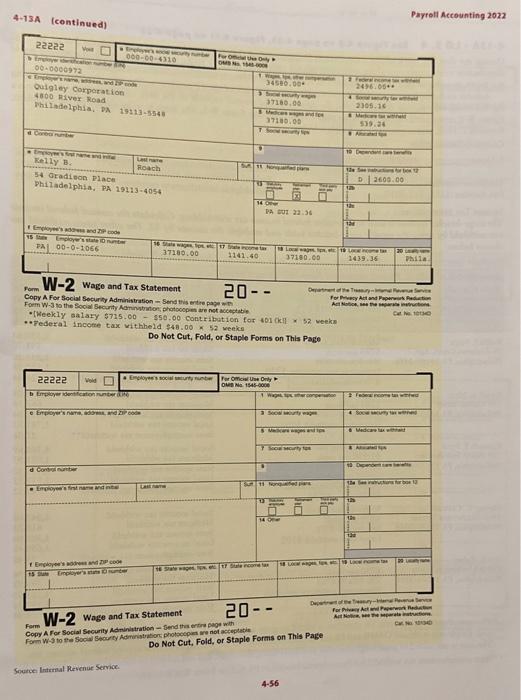 4-13A (continued)
Payroll Accounting 2022
22222
Void
a Employee's social security number
000-00-4310
For Official Use Only
OMB No. 1545-0008
b Employer identification number (EIN)
00-0000972
1 Wages, tips, other compensation
34580.00*
2 Federal income tax withheld
2496.00**
c Employer's name, address, and ZIP code
Quigley Corporation
4800 River Road
Philadelphia, PA 19113-5548
3 Social security wages
37180.00
4 Social security tax withheld
2305.16
5 Medicare wages and tips
37180.00
6 Medicare tax withheld
539.24
7 Social security tips
8 Allocated tips
d Control number
9
10 Dependent care benefits
e Employee's first name and initial
Last name
Suff.
Kelly B.
Roach
54 Gradison Place
Philadelphia, PA 19113-4054
11 Nonqualified plans
12a See instructions for box 12
D 2600.00
13
12b
x
14 Other
PA SUI 22.36
12c
12d
f Employee's address and ZIP code
15 State Employer's state ID number
PA 00-0-1066
16 State wages, tips, etc.
37180.00
17 State income tax
1141.40
18 Local wages, tips, etc.
37180.00
19 Local income tax
1439.36
20
Phila
Form W-2 Wage and Tax Statement
20--
Department of the Treasury—Internal Revenue Service
For Privacy Act and Paperwork Reduction
Act Notice, see the separate instructions.
Cat. No. 10134D
Copy A For Social Security Administration – Send this entire page with
Form W-3 to the Social Security Administration; photocopies are not acceptable.
*(Weekly salary $715.00 - $50.00 Contribution for 401(k)) x 52 weeks
**Federal income tax withheld $48.00 x 52 weeks
Do Not Cut, Fold, or Staple Forms on This Page
22222
Void
a Employee's social security number
For Official Use Only
OMB No. 1545-0008
b Employer identification number (EIN)
1 Wages, tips, other compensation
2 Federal income tax withheld
c Employer's name, address, and ZIP code
3 Social security wages
4 Social security tax withheld
5 Medicare wages and tips
6 Medicare tax withheld
7 Social security tips
8 Allocated tips
d Control number
9
10 Dependent care benefits
e Employee's first name and initial
Last name
Suff.
11 Nonqualified plans
12a See instructions for box 12
13
12b
14 Other
12c
12d
f Employee's address and ZIP code
15 State Employer's state ID number
16 State wages, tips, etc.
17 State income tax
18 Local wages, tips, etc.
19 Local income tax
20
Form W-2 Wage and Tax Statement
20--
Department of the Treasury—Internal Revenue Service
For Privacy Act and Paperwork Reduction
Act Notice, see the separate instructions.
Cat. No. 10134D
Copy A For Social Security Administration – Send this entire page with
Form W-3 to the Social Security Administration; photocopies are not acceptable.
Do Not Cut, Fold, or Staple Forms on This Page
Source: Internal Revenue Service.
4-56